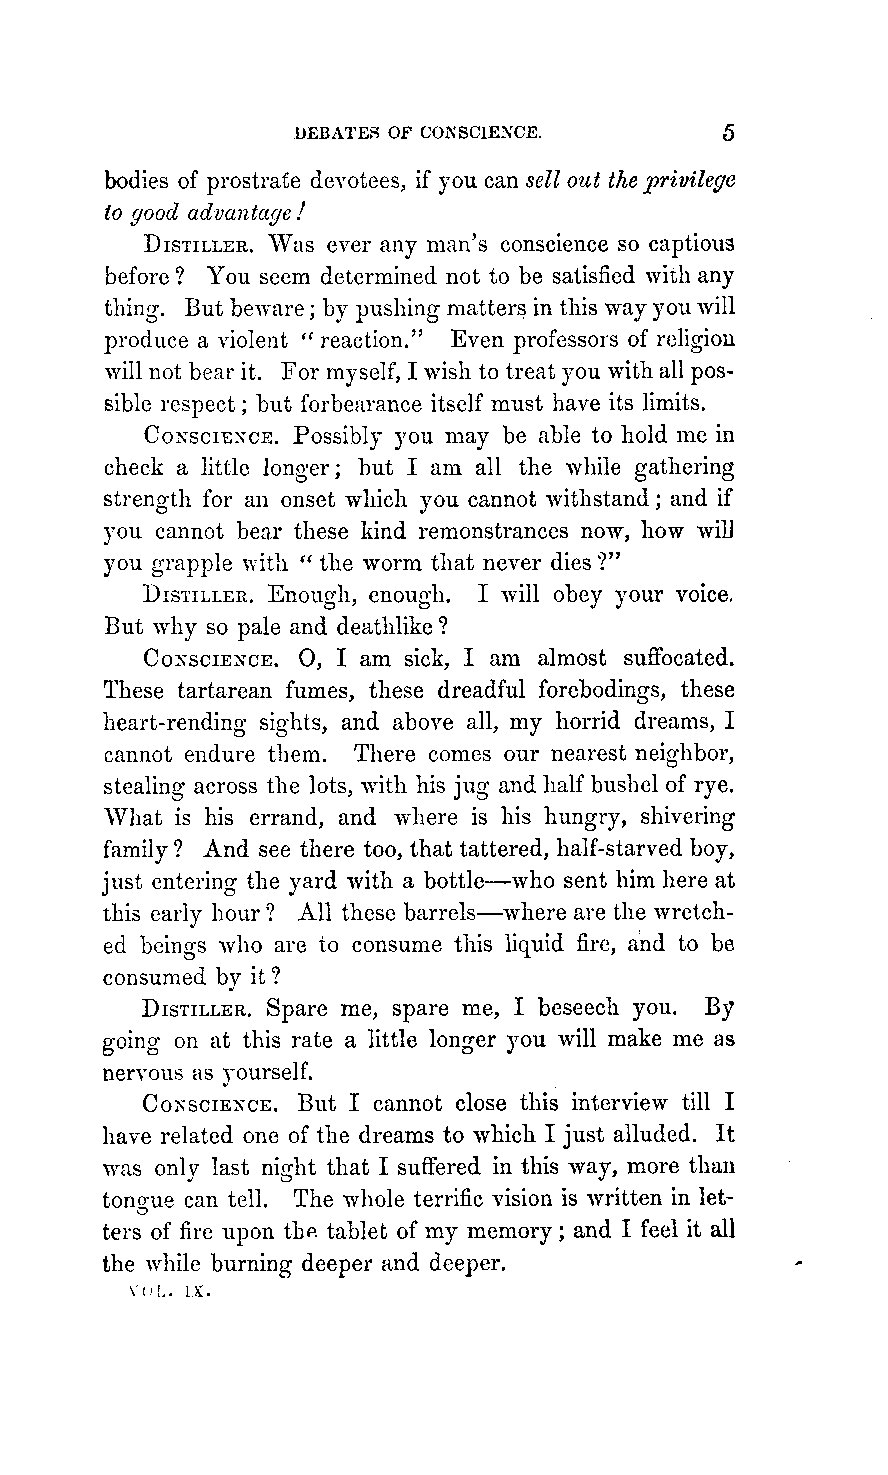 DEBATES OF CONSCIENCE. 5
bodies of prostrate devotees, if you can sell out the privilege
to good advantage!
DISTILLER. Was ever any man's conscience so captious
before? You seem determined not to be satisfied with any
thing. But beware; by pushing matters in this way you will
produce a violent "reaction." Even professors of religion
will not bear it. For myself, I wish to treat you with all pos-
sible respect; but forbearance itself must have its limits.
CONSCIENCE. Possibly you may be able to hold me in
check a little longer; but I am all the while gathering
strength for an onset which you cannot withstand; and if
you cannot bear these kind remonstrances now, how will
you grapple with "the worm that never dies?"
DISTILLER. Enough, enough. I will obey your voice.
But why so pale and deathlike?
CONSCIENCE. O, I am sick, I am almost suffocated.
These tartarean fumes, these dreadful forebodings, these
heart-rending sights, and above all, my horrid dreams, I
cannot endure them. There comes our nearest neighbor,
stealing across the lots, with his jug and half bushel of rye.
What is his errand, and where is his hungry, shivering
family? And see there too, that tattered, half-starved boy,
just entering the yard with a bottle—who sent him here at
this early hour? All these barrels—where are the wretch-
ed beings who are to consume this liquid fire, and to be
consumed by it?
DISTILLER. Spare me, spare me, I beseech you. By
going on at this rate a little longer you will make me as
nervous as yourself.
CONSCIENCE. But I cannot close this interview till I
have related one of the dreams to which I just alluded. It
was only last night that I suffered in this way, more than
tongue can tell. The whole terrific vision is written in let-
ters of fire upon the tablet of my memory; and I feel it all
the while burning deeper and deeper.
VOL. IX.